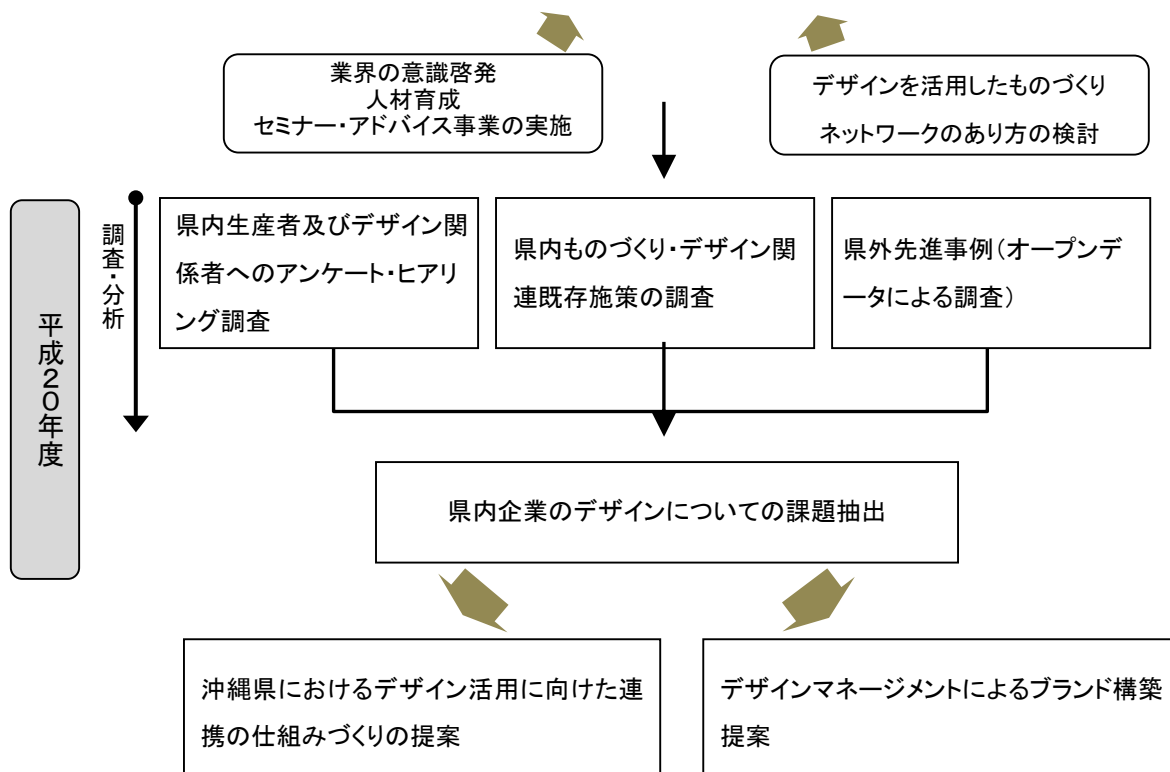 業界の意識啓発
人材育成
セミナー・アドバイス事業の実施
デザインを活用したものづくり
ネットワークのあり方の検討
平成20年度
調査・分析
県内生産者及びデザイン関
係者へのアンケート・ヒアリ
ング調査
県内ものづくり・デザイン関
連既存施策の調査
県外先進事例(オープンデ
ータによる調査)
県内企業のデザインについての課題抽出
沖縄県におけるデザイン活用に向けた連
携の仕組みづくりの提案
デザインマネージメントによるブランド構築
提案